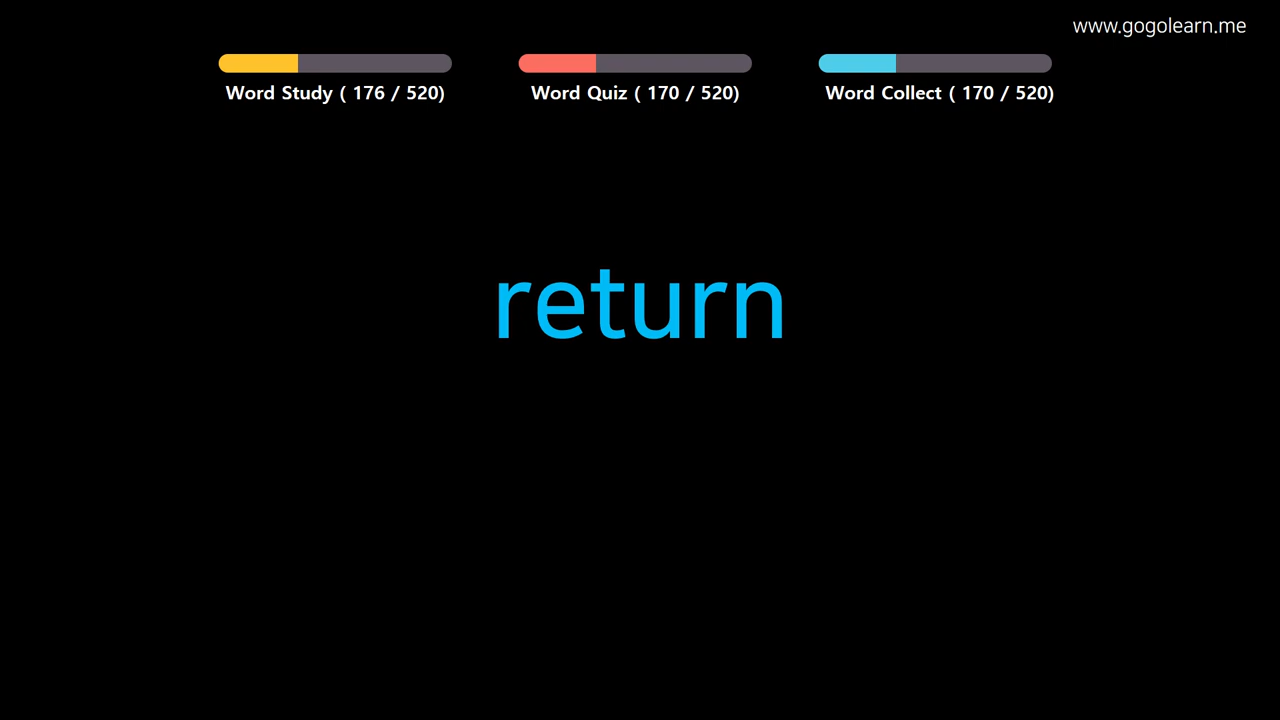 www.gogolearn.me
Word Study ( 176 / 520)
Word Quiz ( 170 / 520)
Word Collect ( 170 / 520)
return